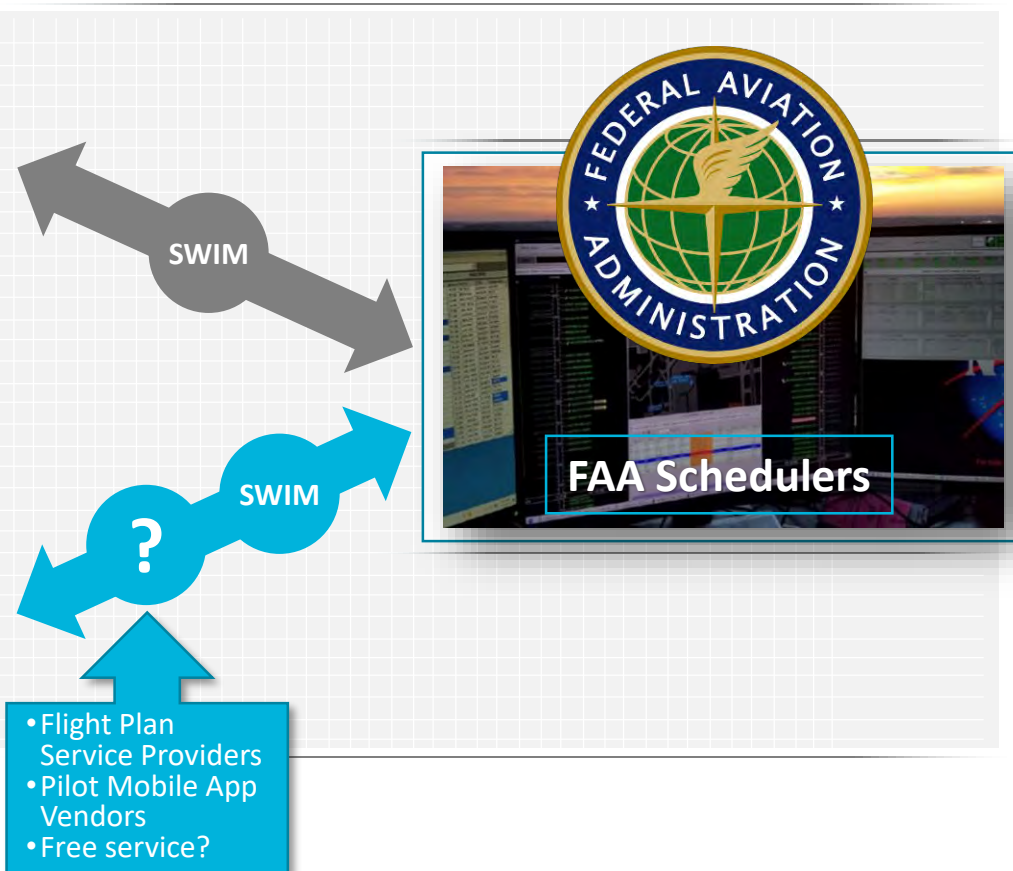 FEDERAL AVIATION
ADMINISTRATION
SWIM
FAA Schedulers
SWIM
?
•Flight Plan
Service Providers
•Pilot Mobile App
Vendors
•Free service?